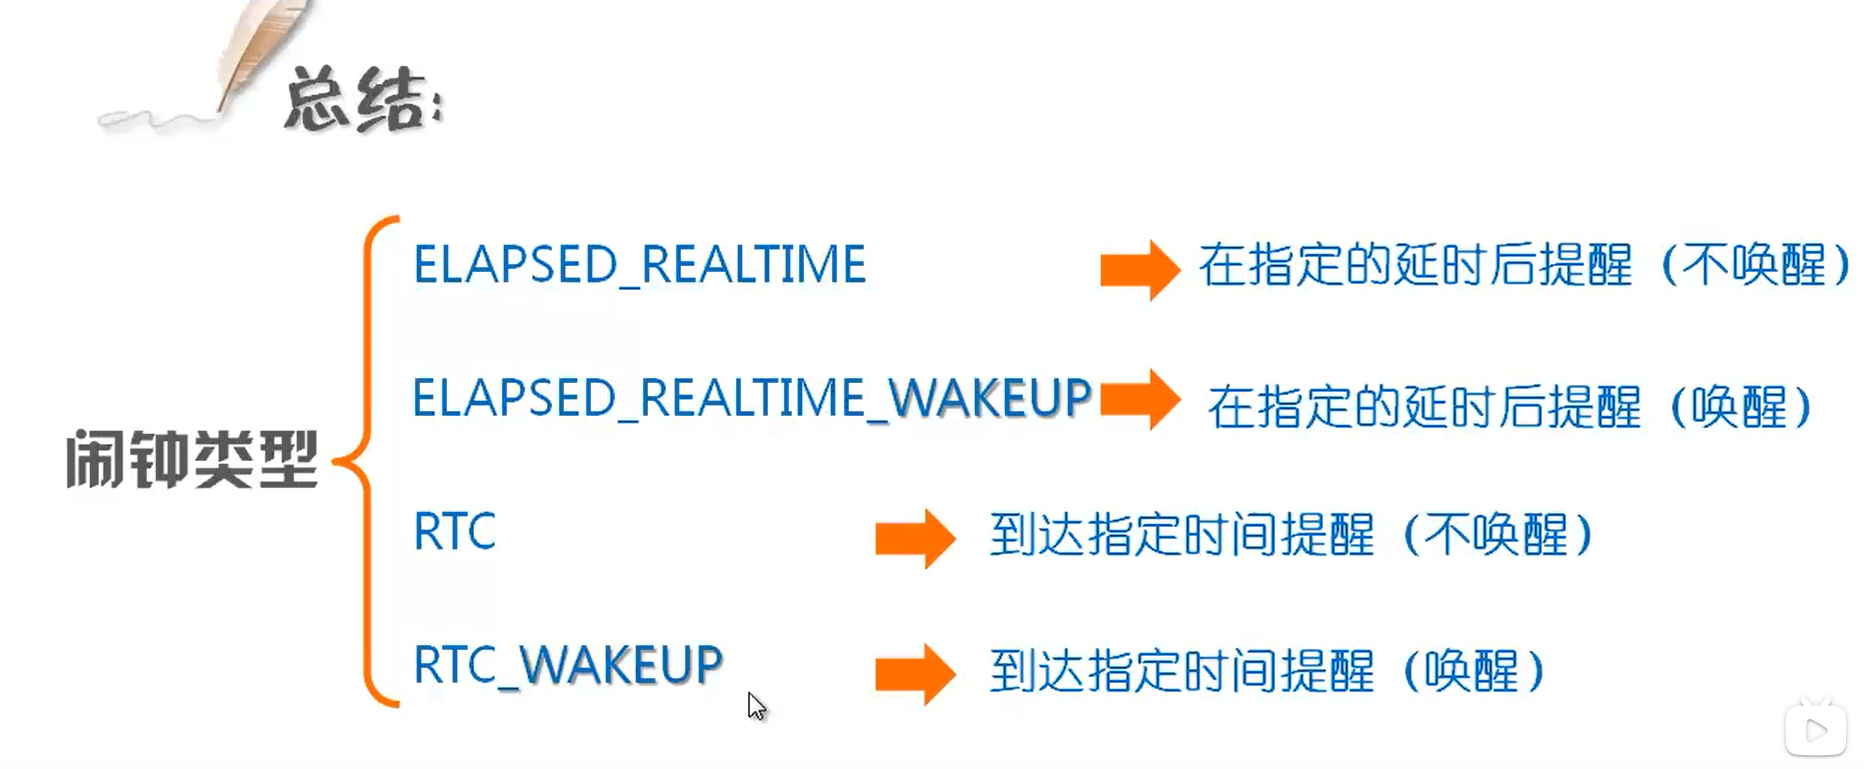 总结:
闹钟类型
ELAPSED_REALTIME 在指定的延时后提醒（不唤醒）
ELAPSED_REALTIME_WAKEUP 在指定的延时后提醒（唤醒）
RTC 到达指定时间提醒（不唤醒）
RTC_WAKEUP 到达指定时间提醒（唤醒）